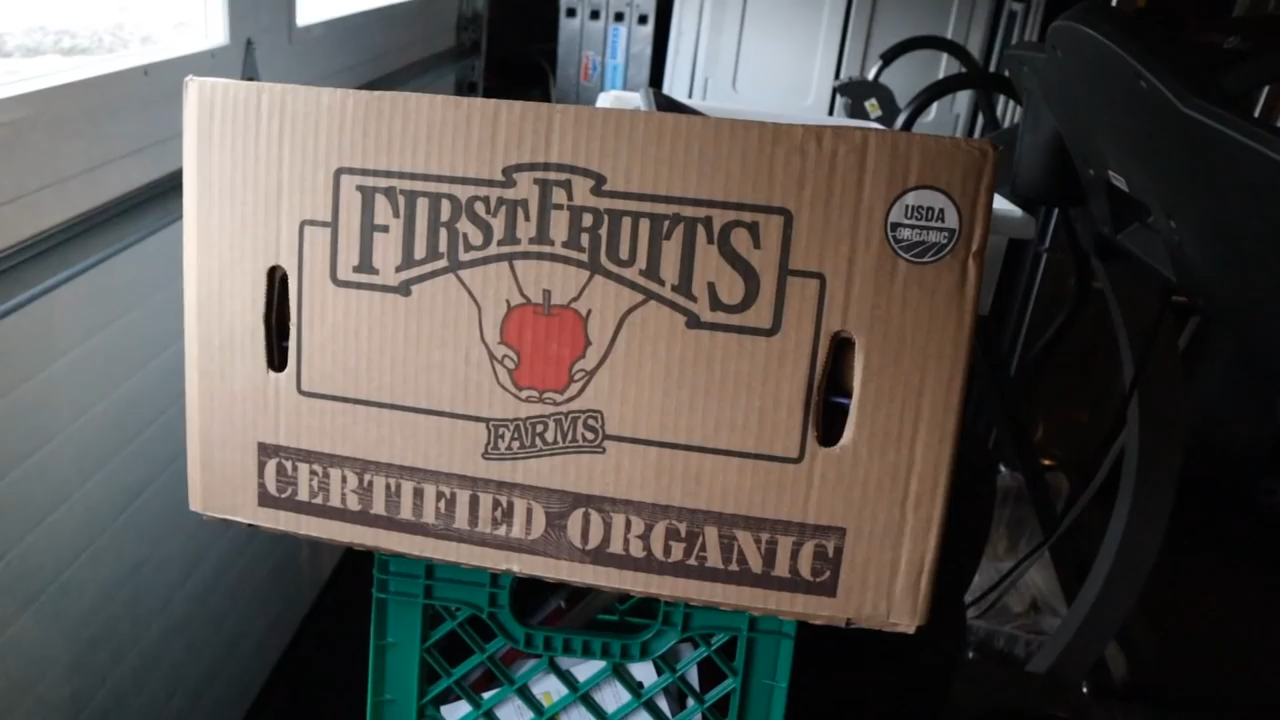 FIRSTFRUITS
FARMS
USDA
ORGANIC
CERTIFIED ORGANIC